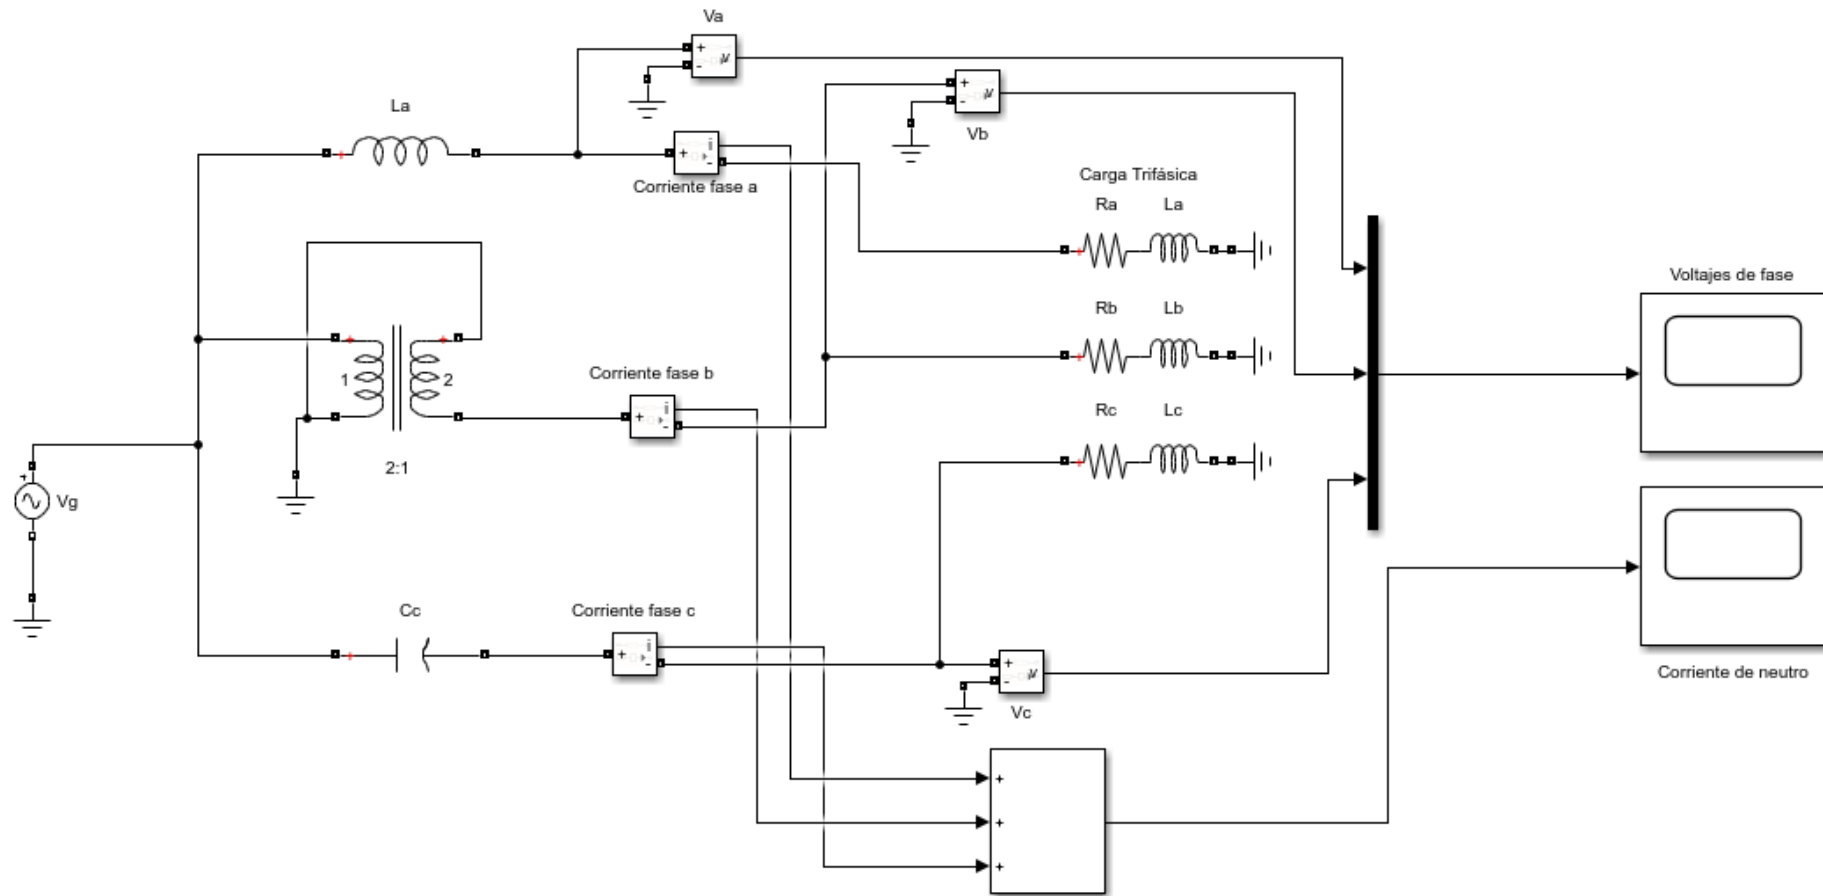 Va
+
-
Vb
+
-
La
+
i
-
Corriente fase a
Carga Trifásica
Ra La
Rb Lb
Rc Lc
Voltajes de fase
1 2
2:1
Corriente fase b
+
i
-
+
Vg
Cc
Corriente fase c
+
i
-
+
-
Vc
Corriente de neutro
+
+
+